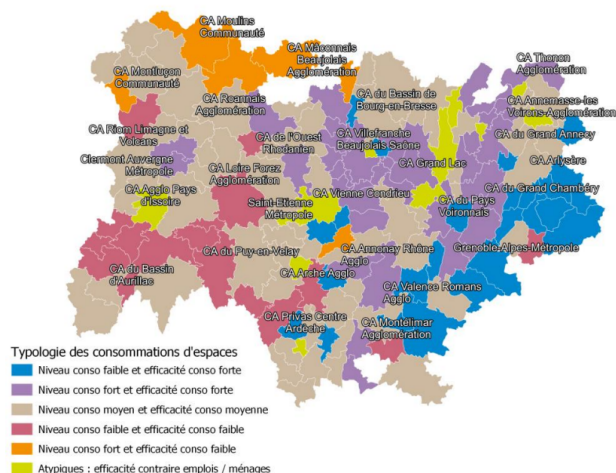 CA Moulins
Communauté
CA Mâconnais
Beaujolais
Agglomération
CA Thonon
Agglomération
CA Montluçon
Communauté
CA Roannais
Agglomération
CA du Bassin de
Bourg-en-Bresse
CA Annemasse-les
Voirons-Agglomération
CA Riom Limagne et
Volcans
CA de l'Ouest
Rhodanien
CA Villefranche
Beaujolais Saône
CA du Grand Annecy
Clermont Auvergne
Métropole
CA Loire Forez
Agglomération
CA Grand Lac
CA Arlysère
CA Agglo Pays
d'Issoire
Saint-Etienne
Métropole
CA Vienne Condrieu
CA du Pays
Voironnais
CA du Grand Chambéry
CA du Puy-en-Velay
CA Annonay Rhône
Agglo
Grenoble-Alpes-Métropole
CA du Bassin
d'Aurillac
CA Arche Agglo
CA Valence Romans
Agglo
CA Privas Centre
Ardèche
CA Montélimar
Agglomération
Typologie des consommations d'espaces
Niveau conso faible et efficacité conso forte
Niveau conso fort et efficacité conso forte
Niveau conso moyen et efficacité conso moyenne
Niveau conso faible et efficacité conso faible
Niveau conso fort et efficacité conso faible
Atypiques : efficacité contraire emplois / ménages